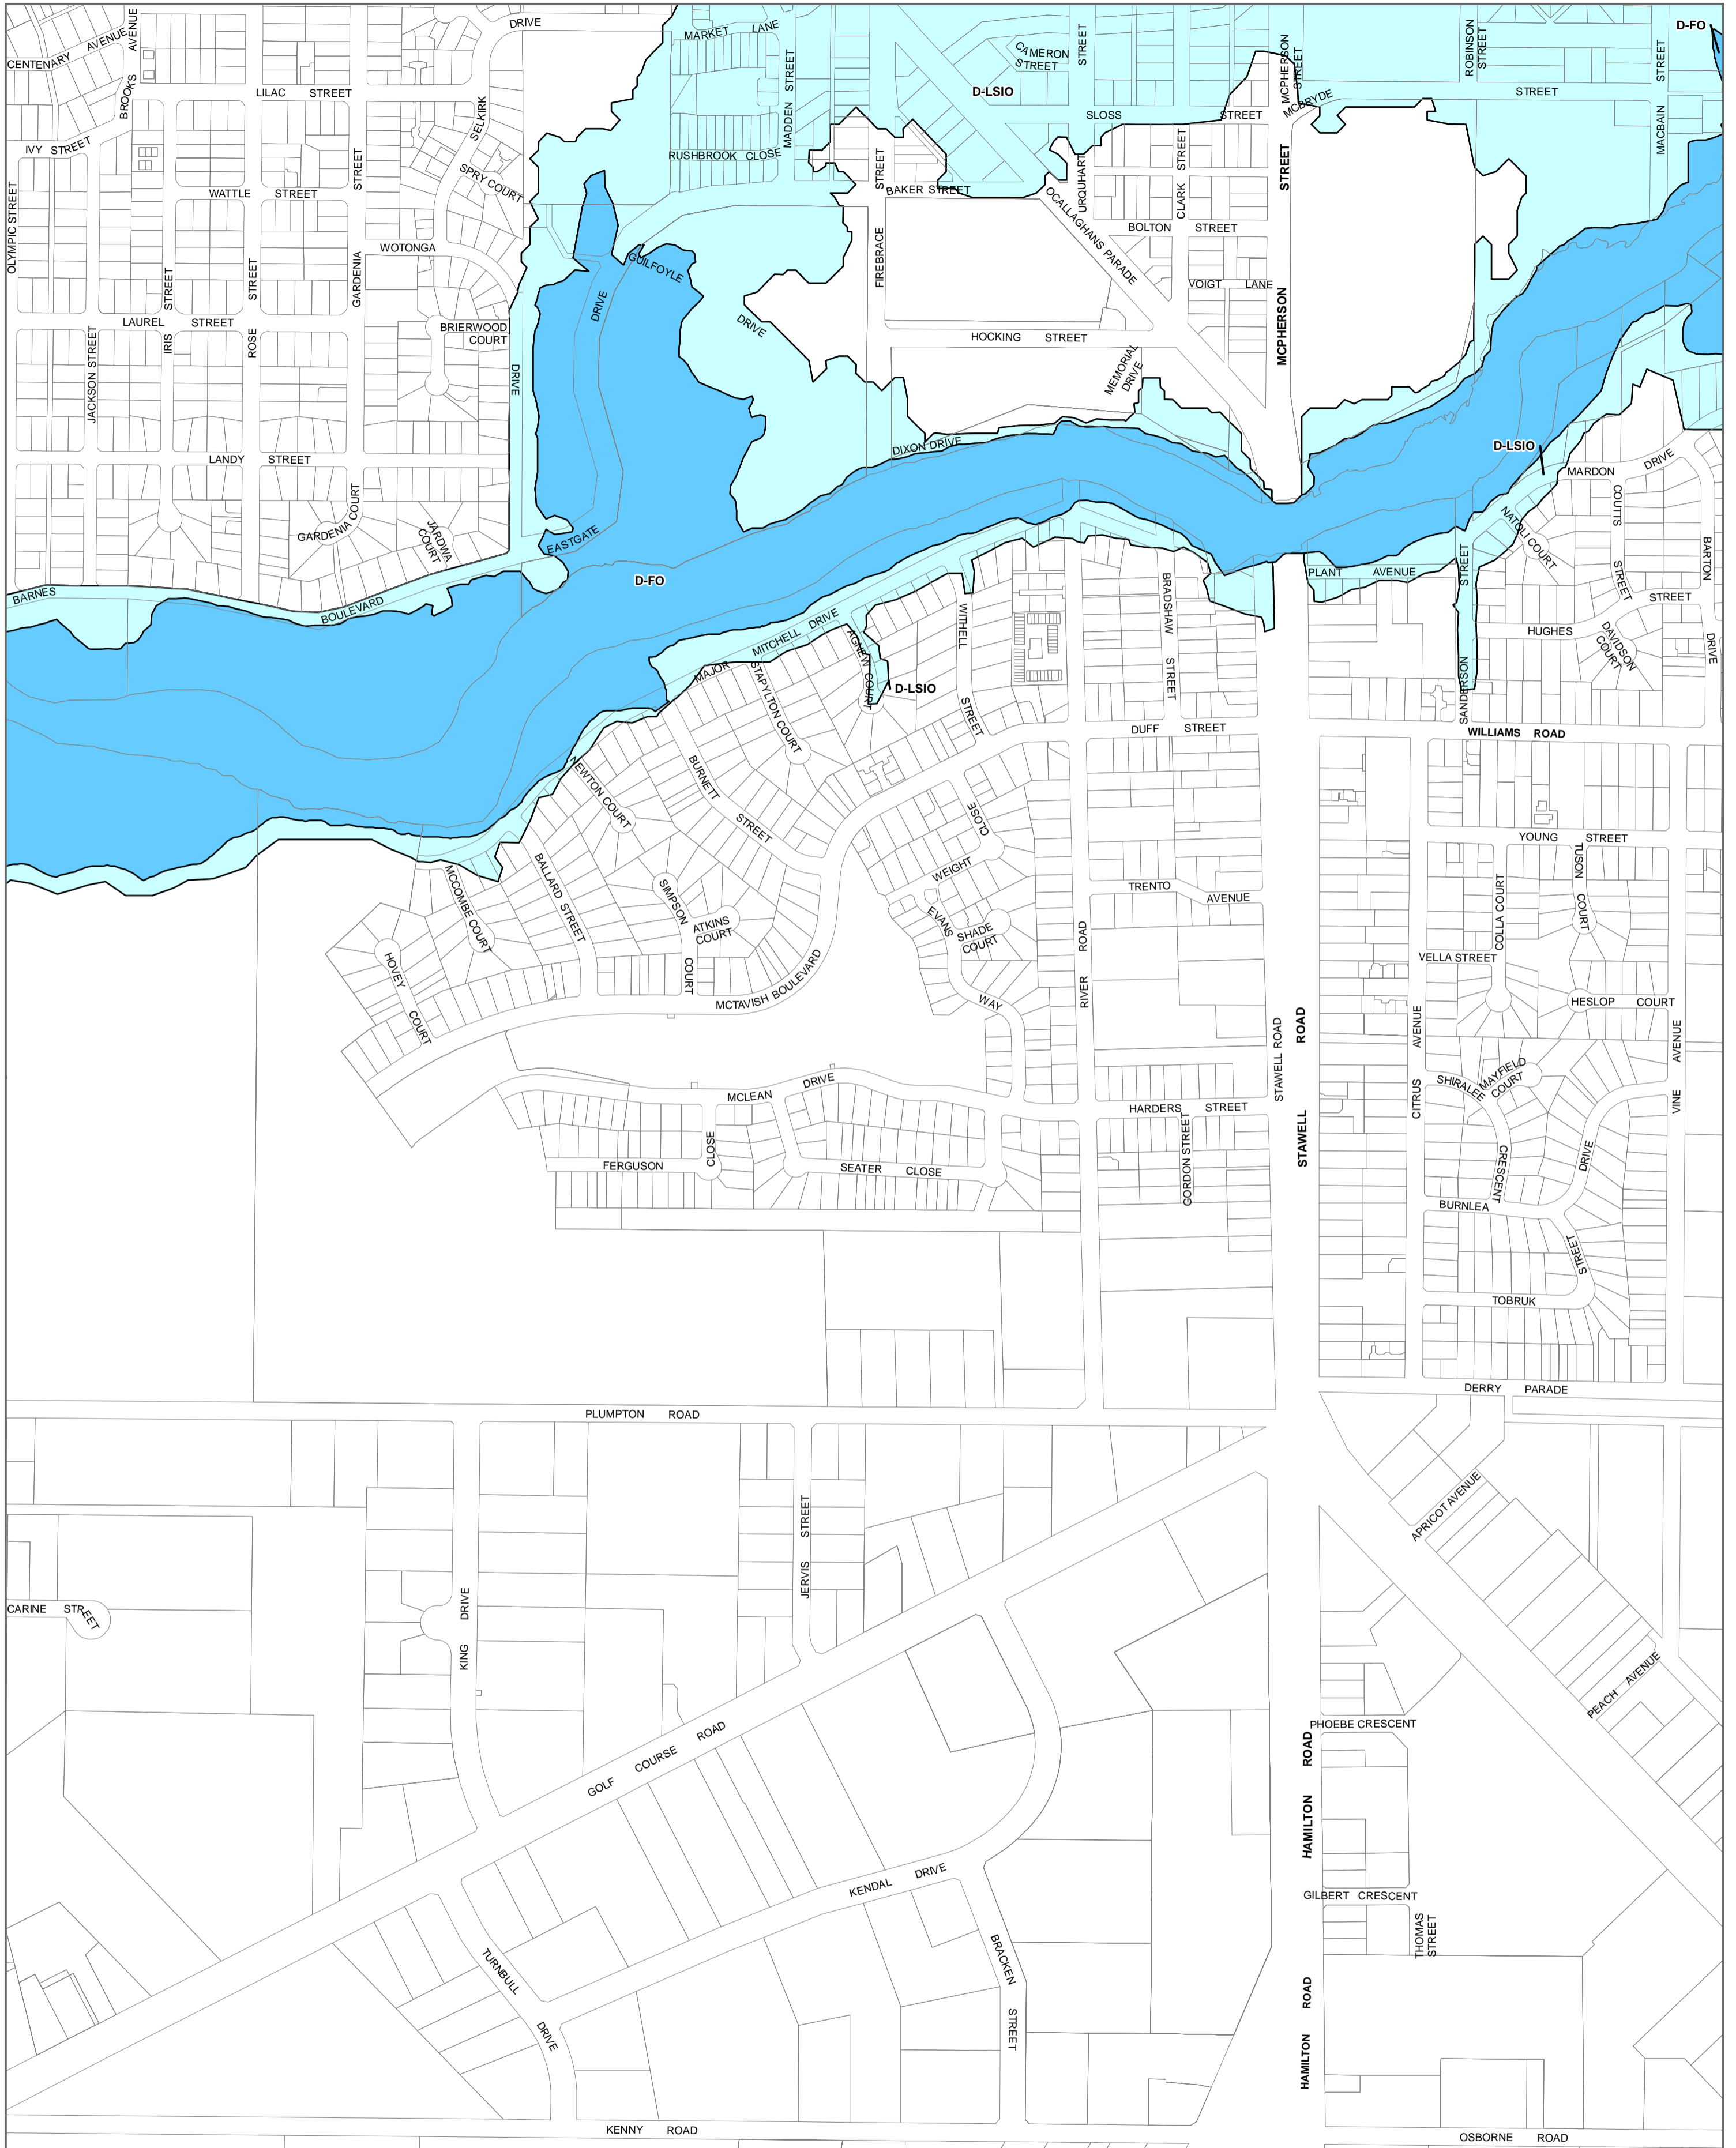 DRIVE
MARKET LANE
CENTENARY AVENUE
BROOKS AVENUE
CAMERON STREET
STREET
MCPHERSON STREET
ROBINSON STREET
STREET
D-FO
MADDEN STREET
LILAC STREET
D-LSIO
SLOSS STREET
MCBRYDE STREET
MACBAIN
SELKIRK
IVY STREET
RUSHBROOK CLOSE
STREET
STREET
SPRY COURT
WATTLE STREET
STREET
BAKER STREET
URQUHART
CLARK STREET
MCPHERSON STREET
OLYMPIC STREET
WOTONGA
FIREBRACE
OCALLAGHANS PARADE
BOLTON STREET
GARDENIA
GUILFOYLE
DRIVE
DRIVE
VOIGT LANE
IRIS STREET
ROSE STREET
LAUREL STREET
BRIERWOOD COURT
DRIVE
HOCKING STREET
MEMORIAL DRIVE
JACKSON STREET
DIXON DRIVE
D-LSIO
LANDY STREET
MARDON DRIVE
GARDENIA COURT
JARDWA COURT
EASTGATE
NATOLI COURT
COUTTS STREET
BARTON DRIVE
BARNES BOULEVARD
D-FO
PLANT AVENUE
SANDERSON STREET
STREET
MAJOR MITCHELL DRIVE
AGNEW COURT
WITHELL STREET
BRADSHAW STREET
HUGHES
DAVIDSON COURT
D-LSIO
STAPYLTON COURT
DUFF STREET
WILLIAMS ROAD
NEWTON COURT
BURNETT STREET
CLOSE
YOUNG STREET
BALLARD STREET
MCCOMBE COURT
SIMPSON COURT
WEIGHT
TRENTO AVENUE
TUSON COURT
ATKINS COURT
EVANS WAY
SHADE COURT
COLLA COURT
RIVER ROAD
HOVEY COURT
MCTAVISH BOULEVARD
VELLA STREET
HESLOP COURT
STAWELL ROAD
STAWELL ROAD
CITRUS AVENUE
VINE AVENUE
MCLEAN DRIVE
SHIRALEE CRESCENT
MAYFIELD COURT
HARDERS STREET
GORDON STREET
DRIVE
FERGUSON CLOSE
SEATER CLOSE
BURNLEA STREET
TOBRUK
DERRY PARADE
PLUMPTON ROAD
APRICOT AVENUE
JERVIS STREET
CARINE STREET
KING DRIVE
PEACH AVENUE
PHOEBE CRESCENT
GOLF COURSE ROAD
HAMILTON ROAD
KENDAL DRIVE
GILBERT CRESCENT
THOMAS STREET
TURNBULL DRIVE
BRACKEN STREET
HAMILTON ROAD
KENNY ROAD
OSBORNE ROAD